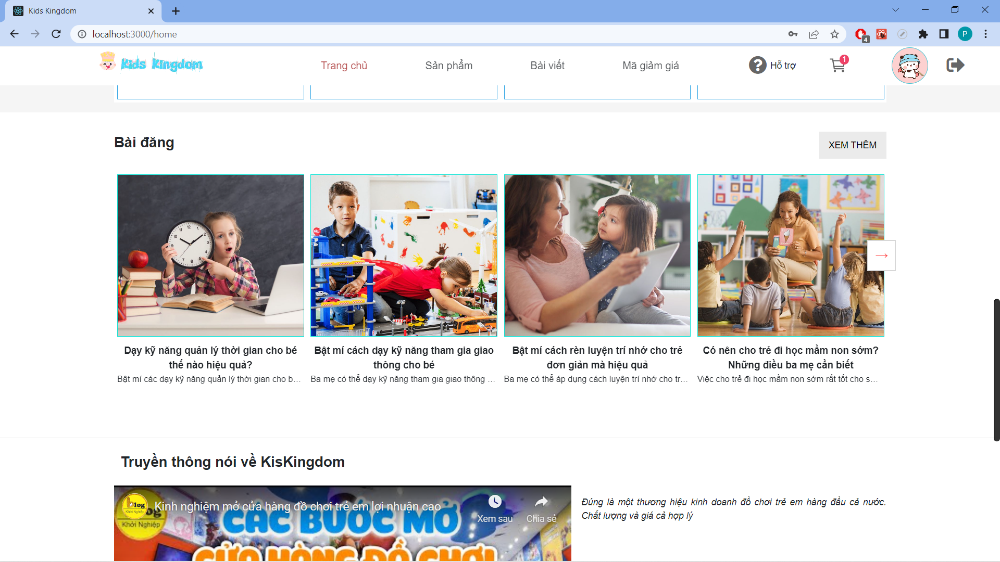 Kids Kingdom
localhost:3000/home
4
P
Kids Kingdom
Trang chủ
Sản phẩm
Bài viết
Mã giảm giá
Hỗ trợ
1
Bài đăng
XEM THÊM
Dạy kỹ năng quản lý thời gian cho bé
thế nào hiệu quả?
Bật mí các dạy kỹ năng quản lý thời gian cho b...
Bật mí cách dạy kỹ năng tham gia giao
thông cho bé
Ba mẹ có thể dạy kỹ năng tham gia giao thông ...
Bật mí cách rèn luyện trí nhớ cho trẻ
đơn giản mà hiệu quả
Ba mẹ có thể áp dụng cách luyện trí nhớ cho tr...
Có nên cho trẻ đi học mầm non sớm?
Những điều ba mẹ cần biết
Việc cho trẻ đi học mầm non sớm rất tốt cho s...
Truyền thông nói về KisKingdom
blog
Khởi Nghiệp
Kinh nghiệm mở cửa hàng đồ chơi trẻ em lợi nhuận cao
Xem sau
Chia sẻ
Khởi Nghiệp
CÁC BƯỚC MỞ
CỬA HÀNG ĐỒ CHƠI
Đúng là một thương hiệu kinh doanh đồ chơi trẻ em hàng đầu cả nước.
Chất lượng và giá cả hợp lý